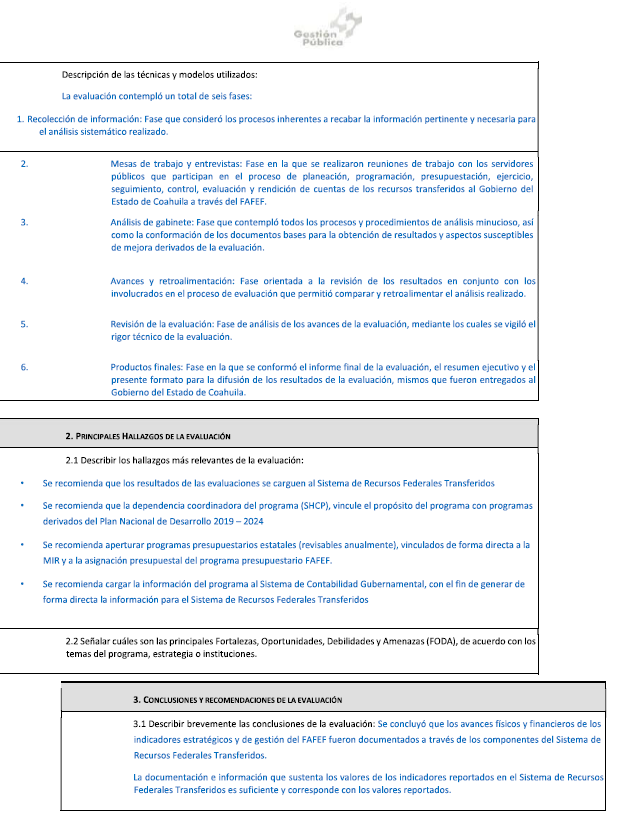 Gestión
Pública
Descripción de las técnicas y modelos utilizados:
La evaluación contempló un total de seis fases:
1. Recolección de información: Fase que consideró los procesos inherentes a recabar la información pertinente y necesaria para
el análisis sistemático realizado.
2. Mesas de trabajo y entrevistas: Fase en la que se realizaron reuniones de trabajo con los servidores
públicos que participan en el proceso de planeación, programación, presupuestación, ejercicio,
seguimiento, control, evaluación y rendición de cuentas de los recursos transferidos al Gobierno del
Estado de Coahuila a través del FAFEF.
3. Análisis de gabinete: Fase que contempló todos los procesos y procedimientos de análisis minucioso, así
como la conformación de los documentos bases para la obtención de resultados y aspectos susceptibles
de mejora derivados de la evaluación.
4. Avances y retroalimentación: Fase orientada a la revisión de los resultados en conjunto con los
involucrados en el proceso de evaluación que permitió comparar y retroalimentar el análisis realizado.
5. Revisión de la evaluación: Fase de análisis de los avances de la evaluación, mediante los cuales se vigiló el
rigor técnico de la evaluación.
6. Productos finales: Fase en la que se conformó el informe final de la evaluación, el resumen ejecutivo y el
presente formato para la difusión de los resultados de la evaluación, mismos que fueron entregados al
Gobierno del Estado de Coahuila.
2. PRINCIPALES HALLAZGOS DE LA EVALUACIÓN
2.1 Describir los hallazgos más relevantes de la evaluación:
• Se recomienda que los resultados de las evaluaciones se carguen al Sistema de Recursos Federales Transferidos
• Se recomienda que la dependencia coordinadora del programa (SHCP), vincule el propósito del programa con programas
derivados del Plan Nacional de Desarrollo 2019 – 2024
• Se recomienda aperturar programas presupuestarios estatales (revisables anualmente), vinculados de forma directa a la
MIR y a la asignación presupuestal del programa presupuestario FAFEF.
• Se recomienda cargar la información del programa al Sistema de Contabilidad Gubernamental, con el fin de generar de
forma directa la información para el Sistema de Recursos Federales Transferidos
2.2 Señalar cuáles son las principales Fortalezas, Oportunidades, Debilidades y Amenazas (FODA), de acuerdo con los
temas del programa, estrategia o instituciones.
3. CONCLUSIONES Y RECOMENDACIONES DE LA EVALUACIÓN
3.1 Describir brevemente las conclusiones de la evaluación: Se concluyó que los avances físicos y financieros de los
indicadores estratégicos y de gestión del FAFEF fueron documentados a través de los componentes del Sistema de
Recursos Federales Transferidos.
La documentación e información que sustenta los valores de los indicadores reportados en el Sistema de Recursos
Federales Transferidos es suficiente y corresponde con los valores reportados.